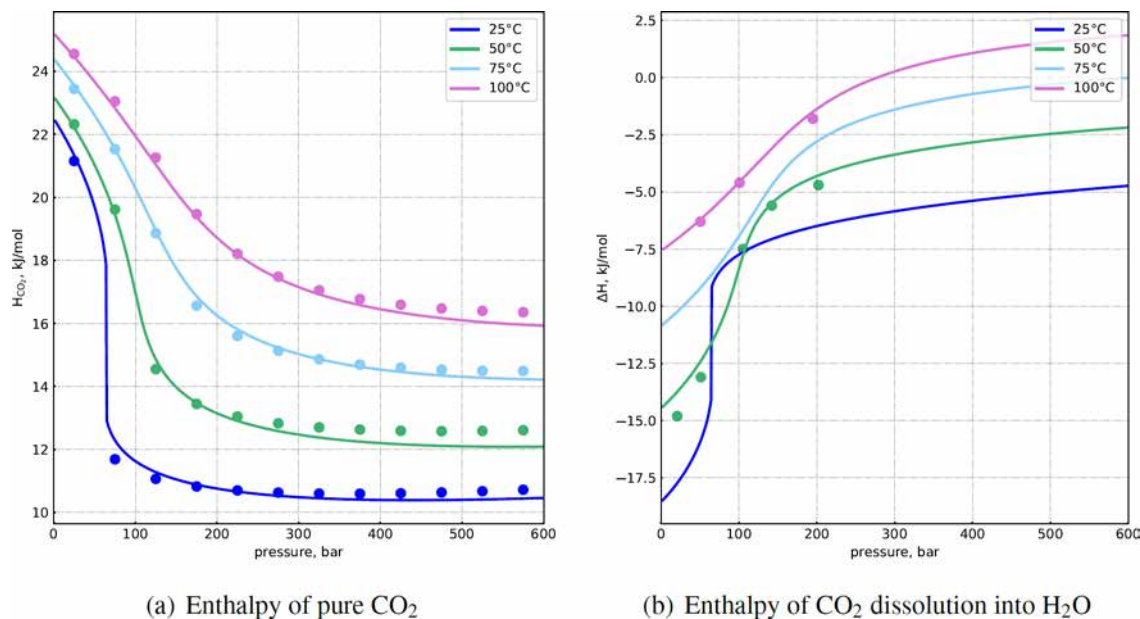 25°C
50°C
75°C
100°C
24
22
20
18
16
14
12
10
H_CO₂, kJ/mol
0 100 200 300 400 500 600
pressure, bar
(a) Enthalpy of pure CO₂
25°C
50°C
75°C
100°C
2.5
0.0
−2.5
−5.0
−7.5
−10.0
−12.5
−15.0
−17.5
ΔH, kJ/mol
0 100 200 300 400 500 600
pressure, bar
(b) Enthalpy of CO₂ dissolution into H₂O